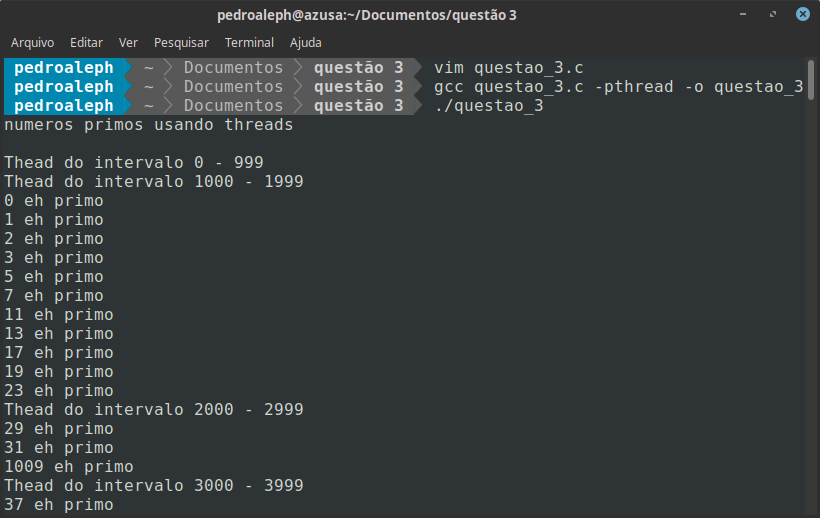 pedroaleph@azusa:~/Documentos/questão 3
Arquivo Editar Ver Pesquisar Terminal Ajuda
pedroaleph ~ Documentos questão 3 vim questao_3.c
pedroaleph ~ Documentos questão 3 gcc questao_3.c -pthread -o questao_3
pedroaleph ~ Documentos questão 3 ./questao_3
numeros primos usando threads
Thead do intervalo 0 - 999
Thead do intervalo 1000 - 1999
0 eh primo
1 eh primo
2 eh primo
3 eh primo
5 eh primo
7 eh primo
11 eh primo
13 eh primo
17 eh primo
19 eh primo
23 eh primo
Thead do intervalo 2000 - 2999
29 eh primo
31 eh primo
1009 eh primo
Thead do intervalo 3000 - 3999
37 eh primo